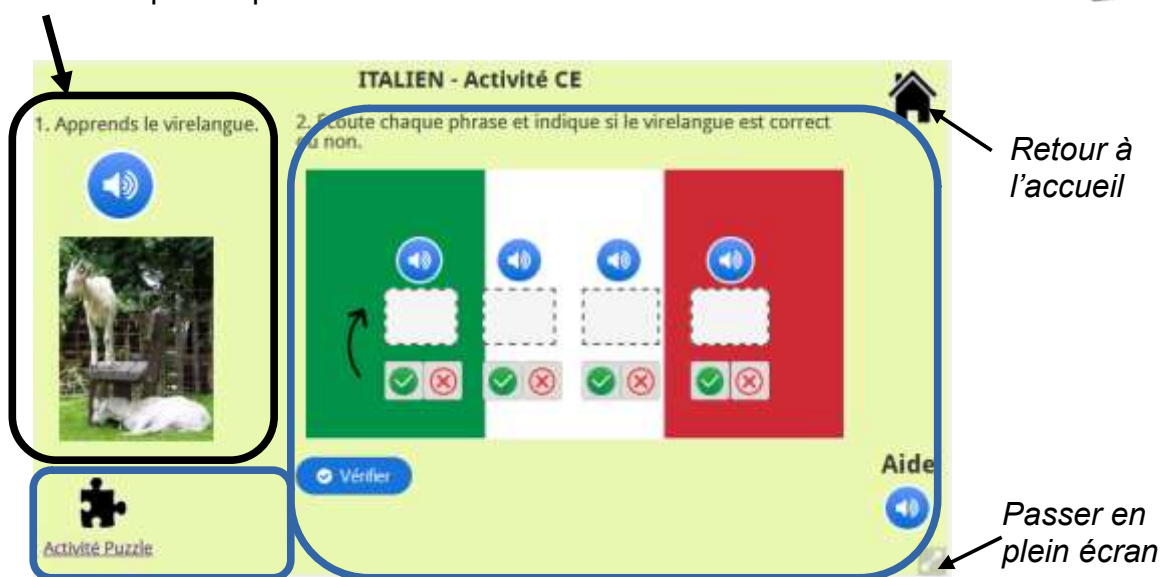 ITALIEN - Activité CE
1. Apprends le virelangue.
2. Ecoute chaque phrase et indique si le virelangue est correct
ou non.
Retour à
l'accueil
Vérifier
Aide
Activité Puzzle
Passer en
plein écran